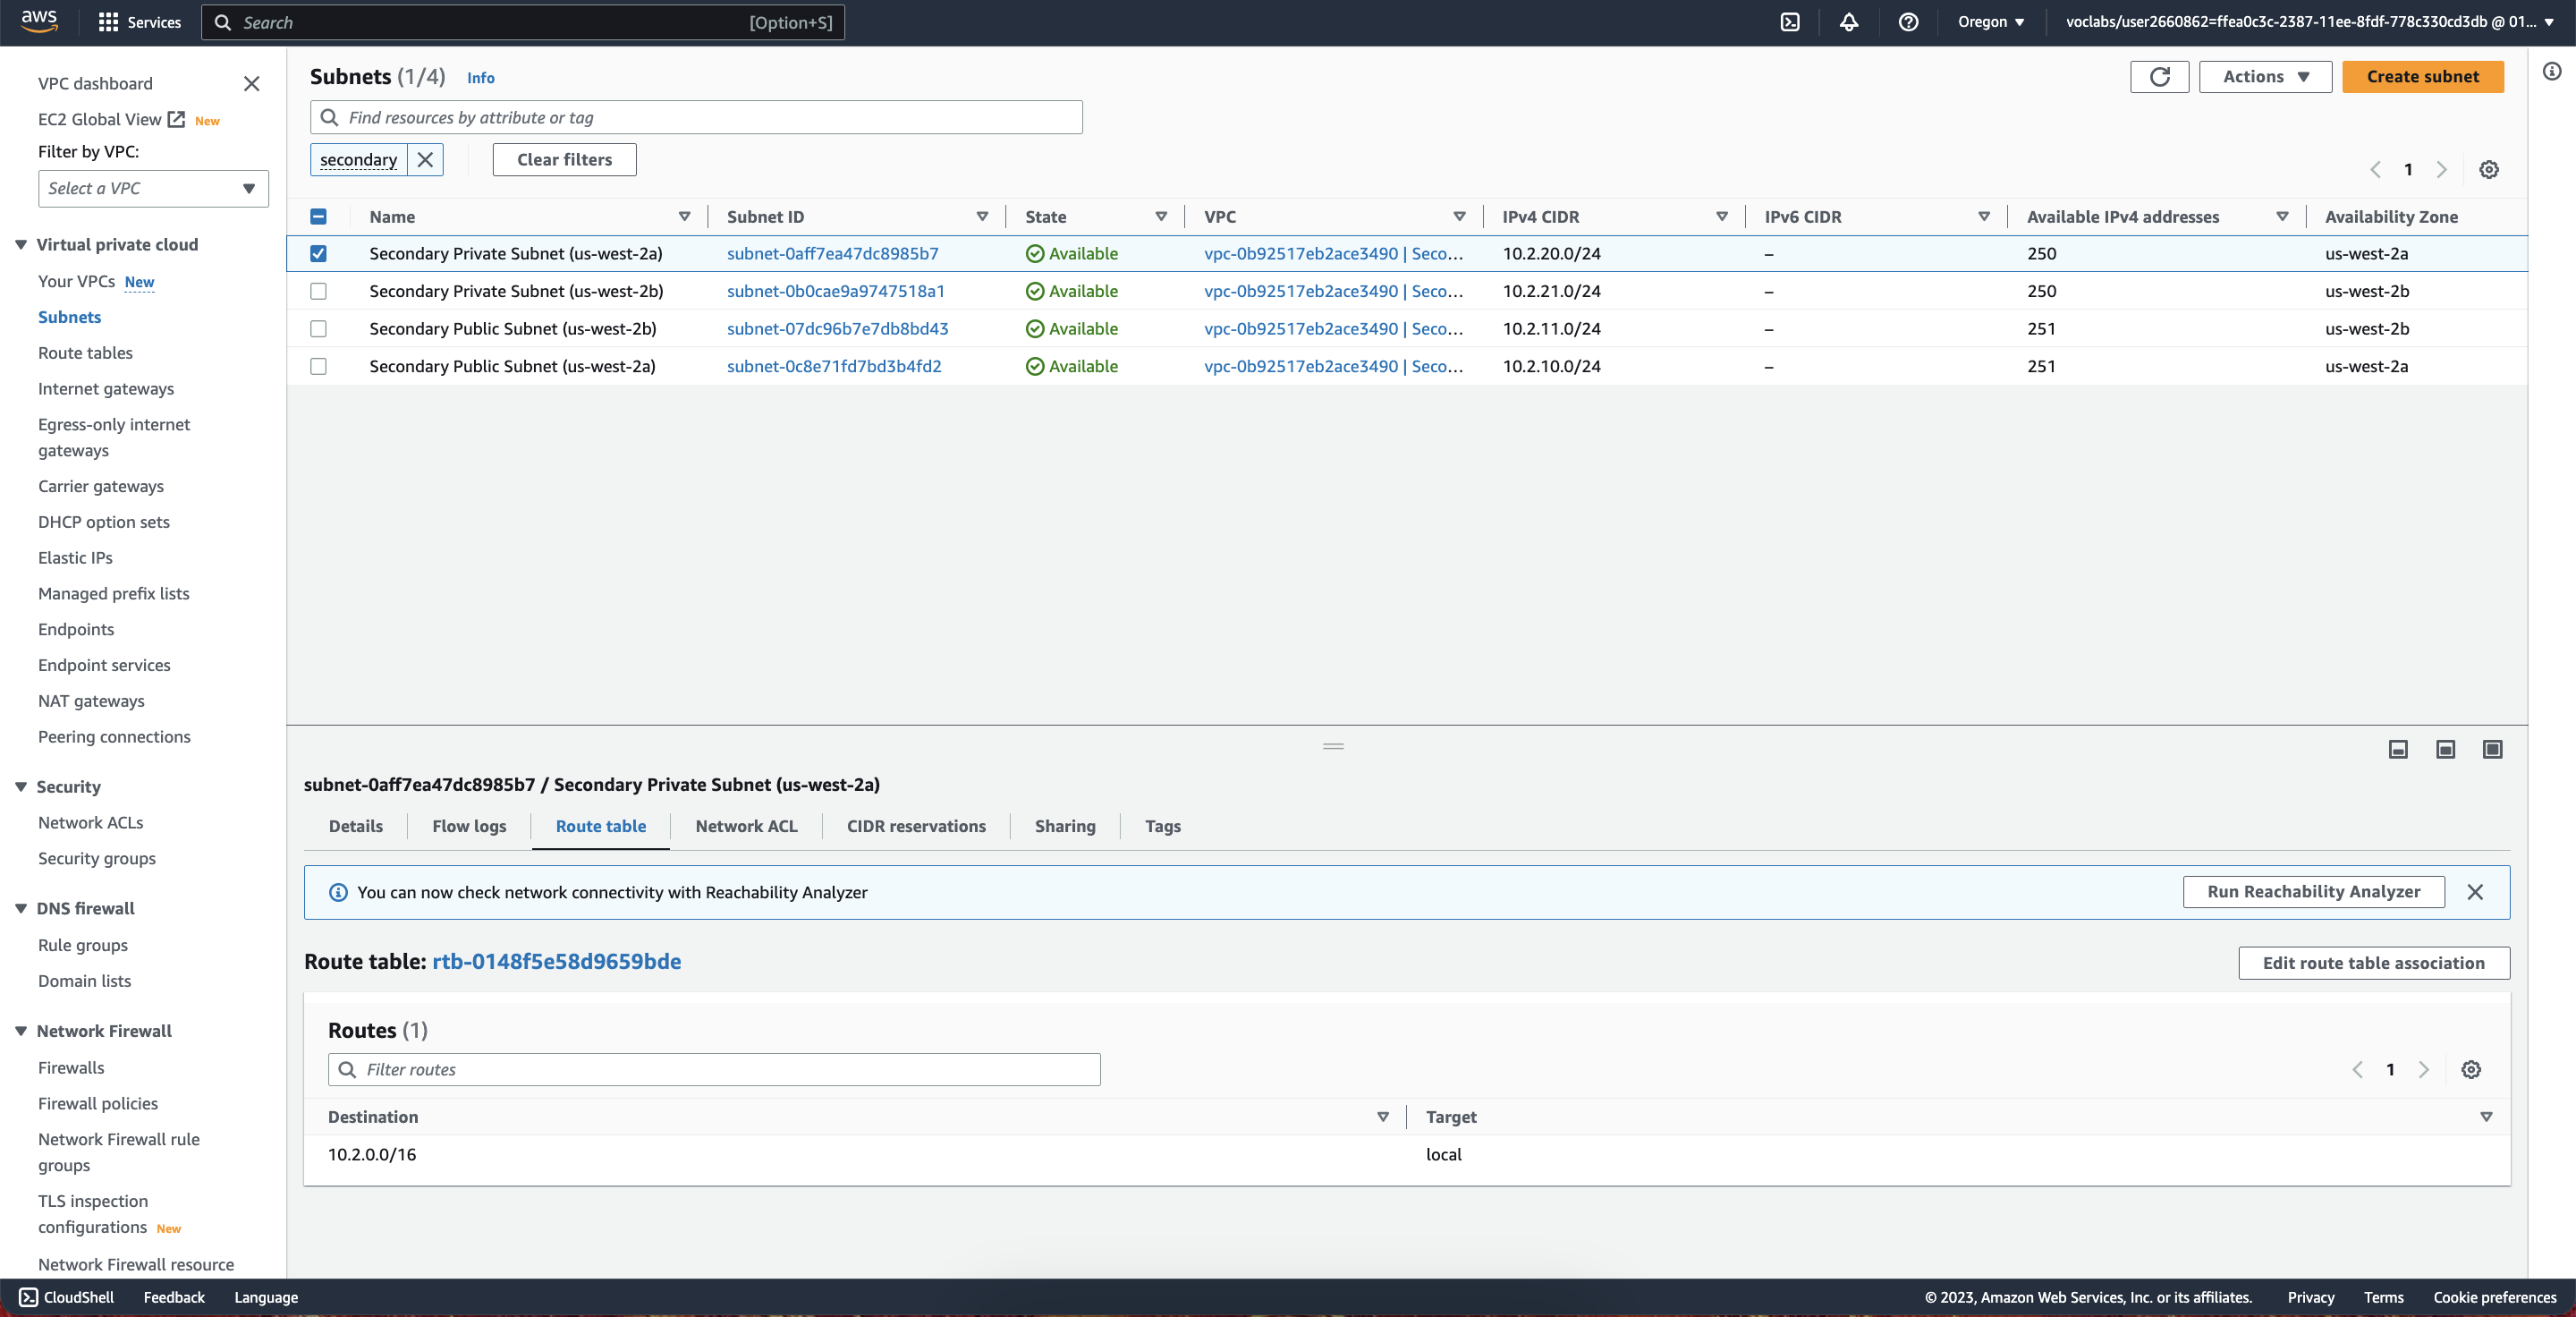 aws Services Search [Option+S] Oregon voclabs/user2660862=ffea0c3c-2387-11ee-8fdf-778c330cd3db @ 01...
VPC dashboard
EC2 Global View New
Filter by VPC:
Select a VPC
Virtual private cloud
Your VPCs New
Subnets
Route tables
Internet gateways
Egress-only internet
gateways
Carrier gateways
DHCP option sets
Elastic IPs
Managed prefix lists
Endpoints
Endpoint services
NAT gateways
Peering connections
Security
Network ACLs
Security groups
DNS firewall
Rule groups
Domain lists
Network Firewall
Firewalls
Firewall policies
Network Firewall rule
groups
TLS inspection
configurations New
Network Firewall resource
Subnets (1/4) Info
Actions Create subnet
Find resources by attribute or tag
secondary Clear filters
1
Name Subnet ID State VPC IPv4 CIDR IPv6 CIDR Available IPv4 addresses Availability Zone
Secondary Private Subnet (us-west-2a) subnet-0aff7ea47dc8985b7 Available vpc-0b92517eb2ace3490 | Seco... 10.2.20.0/24 – 250 us-west-2a
Secondary Private Subnet (us-west-2b) subnet-0b0cae9a9747518a1 Available vpc-0b92517eb2ace3490 | Seco... 10.2.21.0/24 – 250 us-west-2b
Secondary Public Subnet (us-west-2b) subnet-07dc96b7e7db8bd43 Available vpc-0b92517eb2ace3490 | Seco... 10.2.11.0/24 – 251 us-west-2b
Secondary Public Subnet (us-west-2a) subnet-0c8e71fd7bd3b4fd2 Available vpc-0b92517eb2ace3490 | Seco... 10.2.10.0/24 – 251 us-west-2a
subnet-0aff7ea47dc8985b7 / Secondary Private Subnet (us-west-2a)
Details Flow logs Route table Network ACL CIDR reservations Sharing Tags
You can now check network connectivity with Reachability Analyzer Run Reachability Analyzer
Route table: rtb-0148f5e58d9659bde Edit route table association
Routes (1)
Filter routes 1
Destination Target
10.2.0.0/16 local
CloudShell Feedback Language © 2023, Amazon Web Services, Inc. or its affiliates. Privacy Terms Cookie preferences